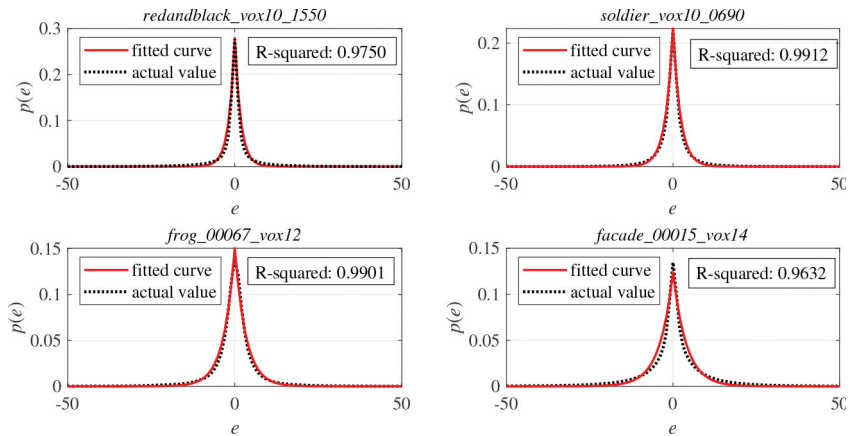 redandblack_vox10_1550
fitted curve
actual value
R-squared: 0.9750
0.3
0.2
0.1
0
p(e)
-50
0
50
e
soldier_vox10_0690
fitted curve
actual value
R-squared: 0.9912
0.2
0.1
0
p(e)
-50
0
50
e
frog_00067_vox12
fitted curve
actual value
R-squared: 0.9901
0.15
0.1
0.05
0
p(e)
-50
0
50
e
facade_00015_vox14
fitted curve
actual value
R-squared: 0.9632
0.15
0.1
0.05
0
p(e)
-50
0
50
e